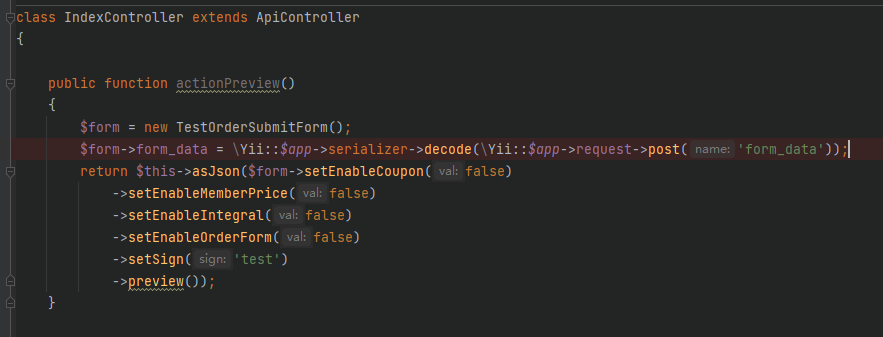 class IndexController extends ApiController
{
public function actionPreview()
{
$form = new TestOrderSubmitForm();
$form->form_data = \Yii::$app->serializer->decode(\Yii::$app->request->post( name: 'form_data'));
return $this->asJson($form->setEnableCoupon( val: false)
->setEnableMemberPrice( val: false)
->setEnableIntegral( val: false)
->setEnableOrderForm( val: false)
->setSign( sign: 'test')
->preview());
}